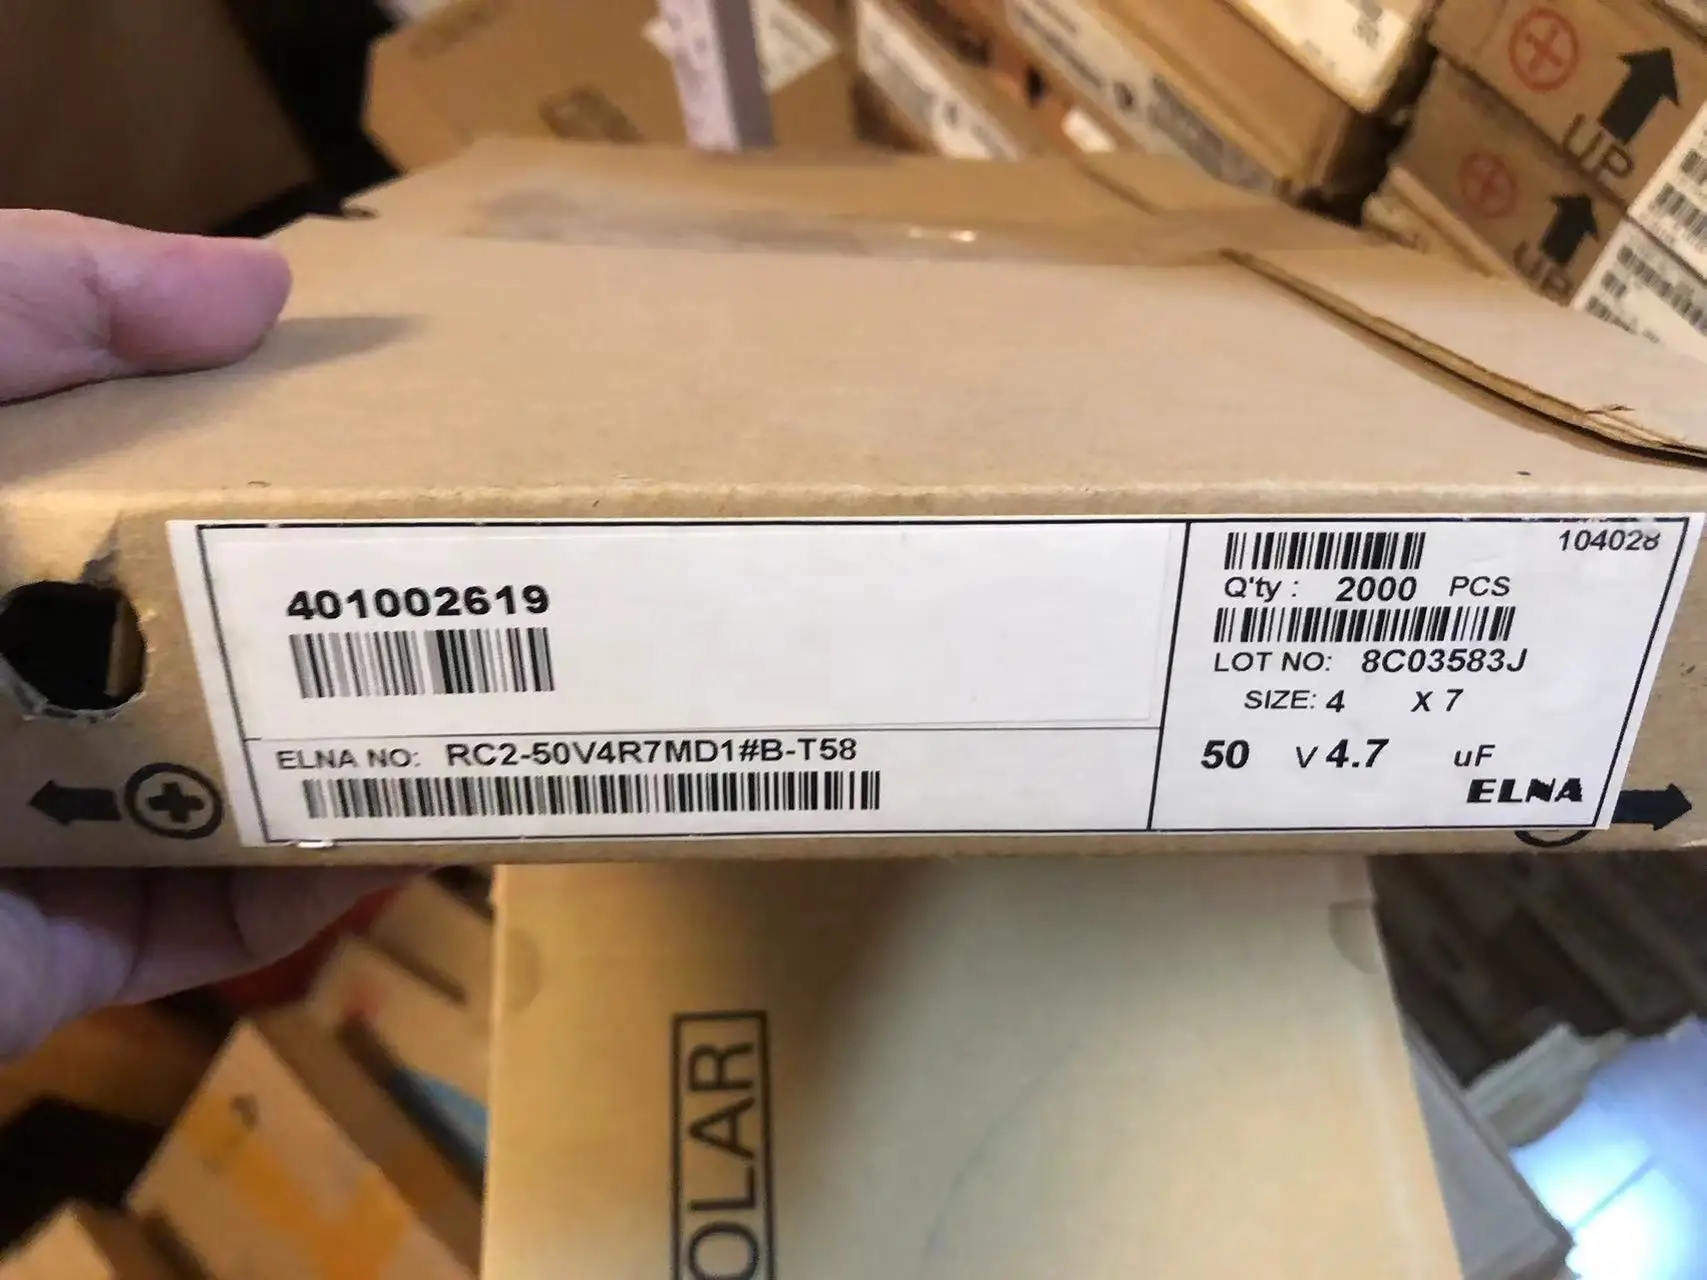 UP
UP
104028
401002619
Q'ty : 2000 PCS
LOT NO: 8C03583J
SIZE: 4 X 7
ELNA NO: RC2-50V4R7MD1#B-T58
50 V 4.7 uF
ELNA
OLAR